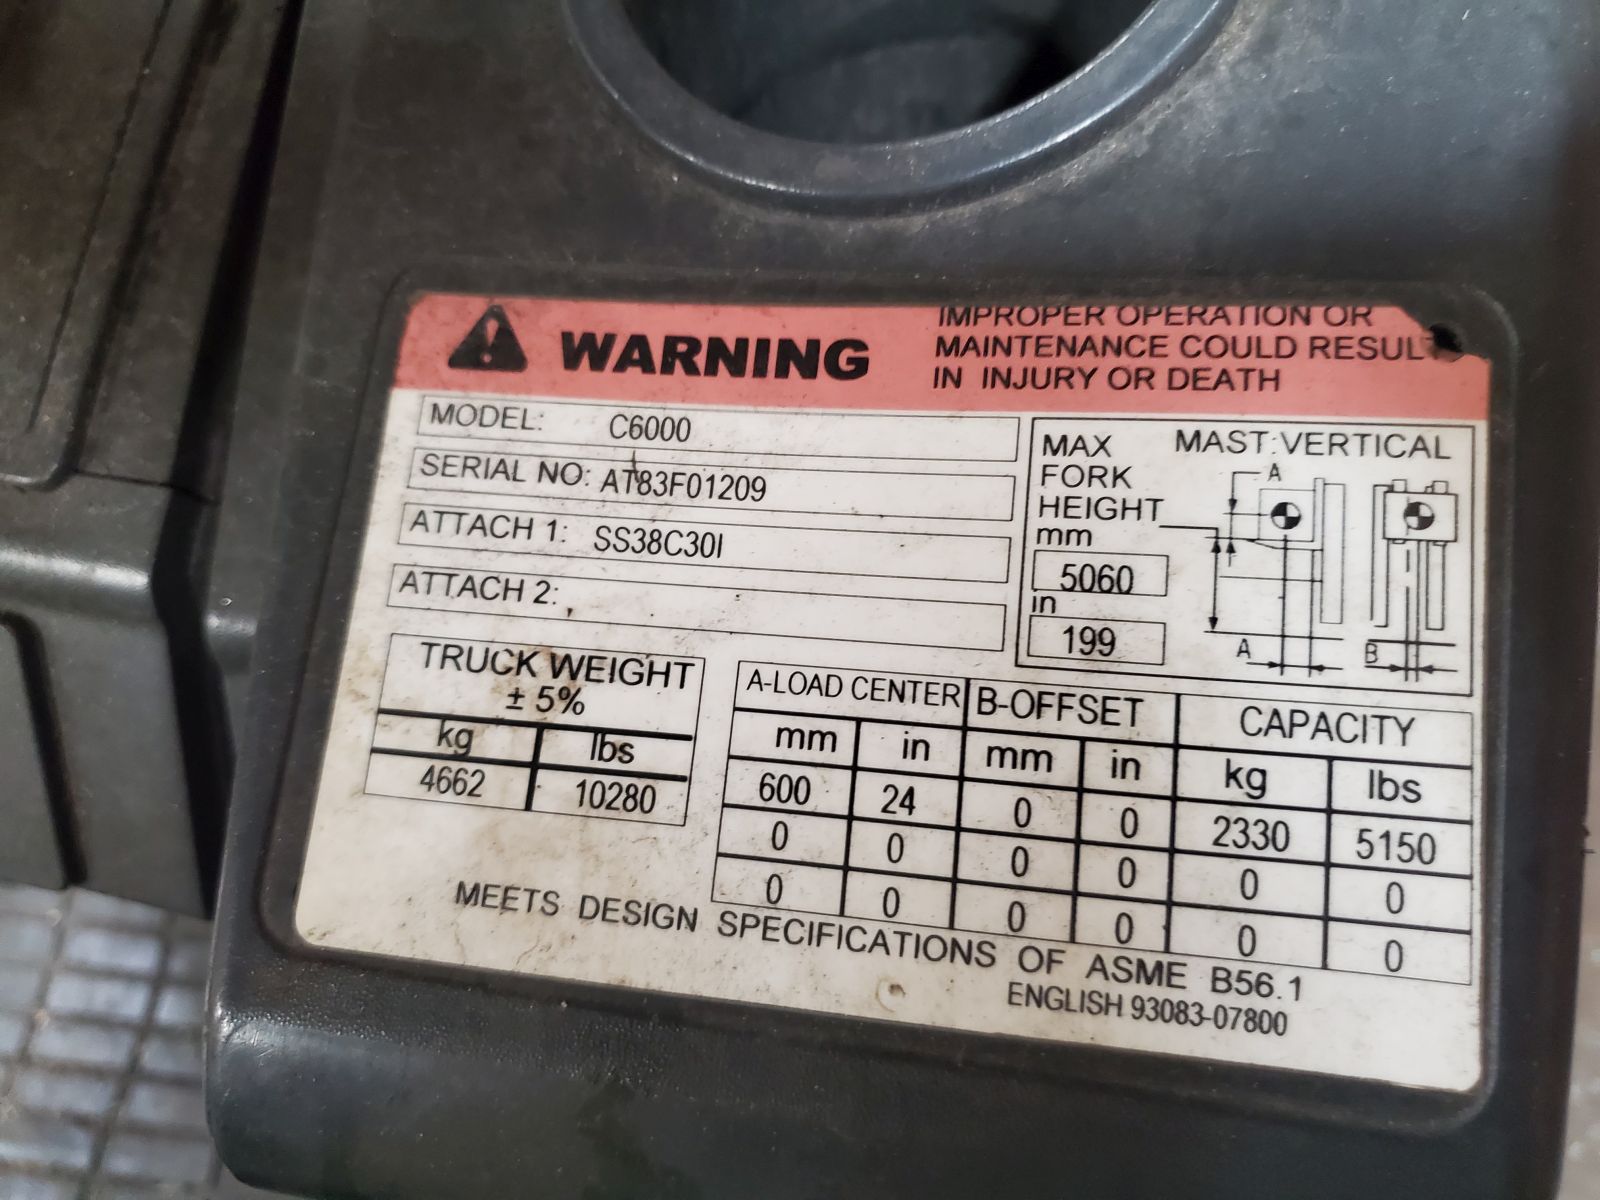 WARNING
IMPROPER OPERATION OR
MAINTENANCE COULD RESULT
IN INJURY OR DEATH
MODEL: C6000
SERIAL NO: AT83F01209
ATTACH 1: SS38C30I
ATTACH 2:
MAX FORK HEIGHT
mm
5060
in
199
MAST:VERTICAL
A
A
B
TRUCK WEIGHT
± 5%
kg lbs
4662 10280
A-LOAD CENTER B-OFFSET CAPACITY
mm in mm in kg lbs
600 24 0 0 2330 5150
0 0 0 0 0 0
0 0 0 0 0 0
MEETS DESIGN SPECIFICATIONS OF ASME B56.1
ENGLISH 93083-07800